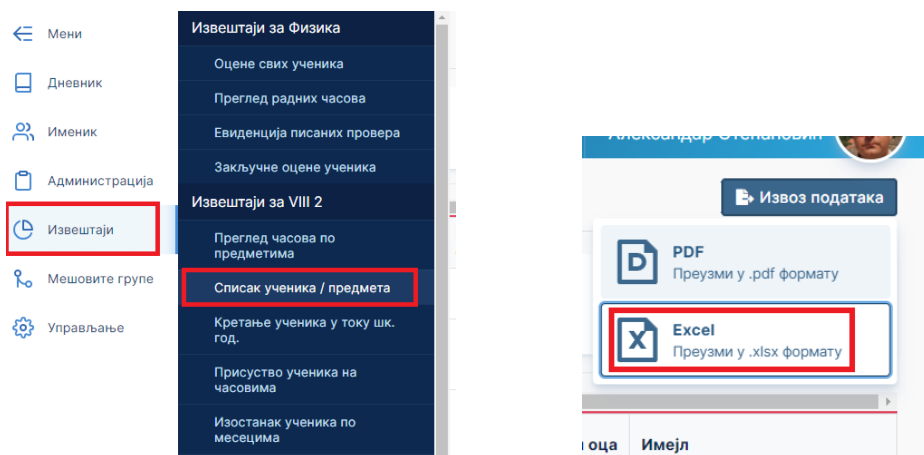 Мени
Дневник
Именик
Администрација
Извештаји
Мешовите групе
Управљање
Извештаји за Физика
Оцене свих ученика
Преглед радних часова
Евиденција писаних провера
Закључне оцене ученика
Извештаји за VIII 2
Преглед часова по
предметима
Списак ученика / предмета
Кретање ученика у току шк.
год.
Присуство ученика на
часовима
Изостанак ученика по
месецима
Извоз података
PDF
Преузми у .pdf формату
Excel
Преузми у .xlsx формату
оца Имејл